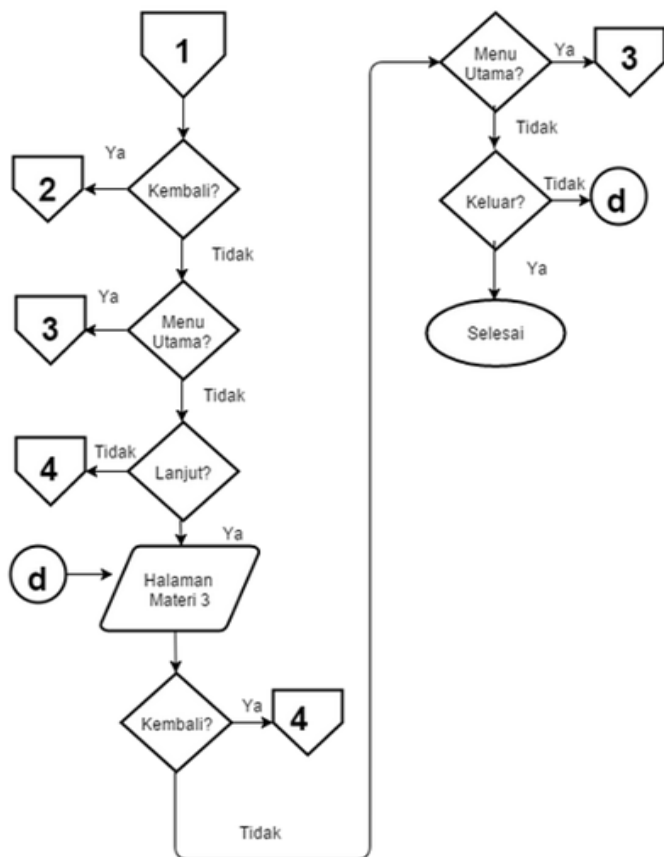 1
Ya
2
Kembali?
Tidak
Ya
3
Menu
Utama?
Tidak
Tidak
4
Lanjut?
Ya
d
Halaman
Materi 3
Kembali?
Ya
4
Tidak
Menu
Utama?
Ya
3
Tidak
Keluar?
Tidak
d
Ya
Selesai